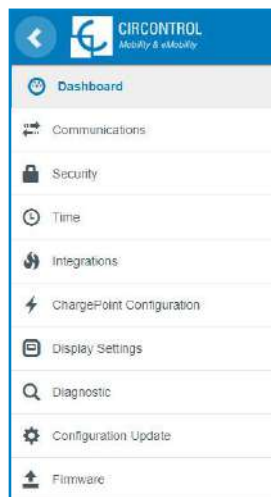 CIRCONTROL
Mobility & eMobility
Dashboard
Communications
Security
Time
Integrations
ChargePoint Configuration
Display Settings
Diagnostic
Configuration Update
Firmware